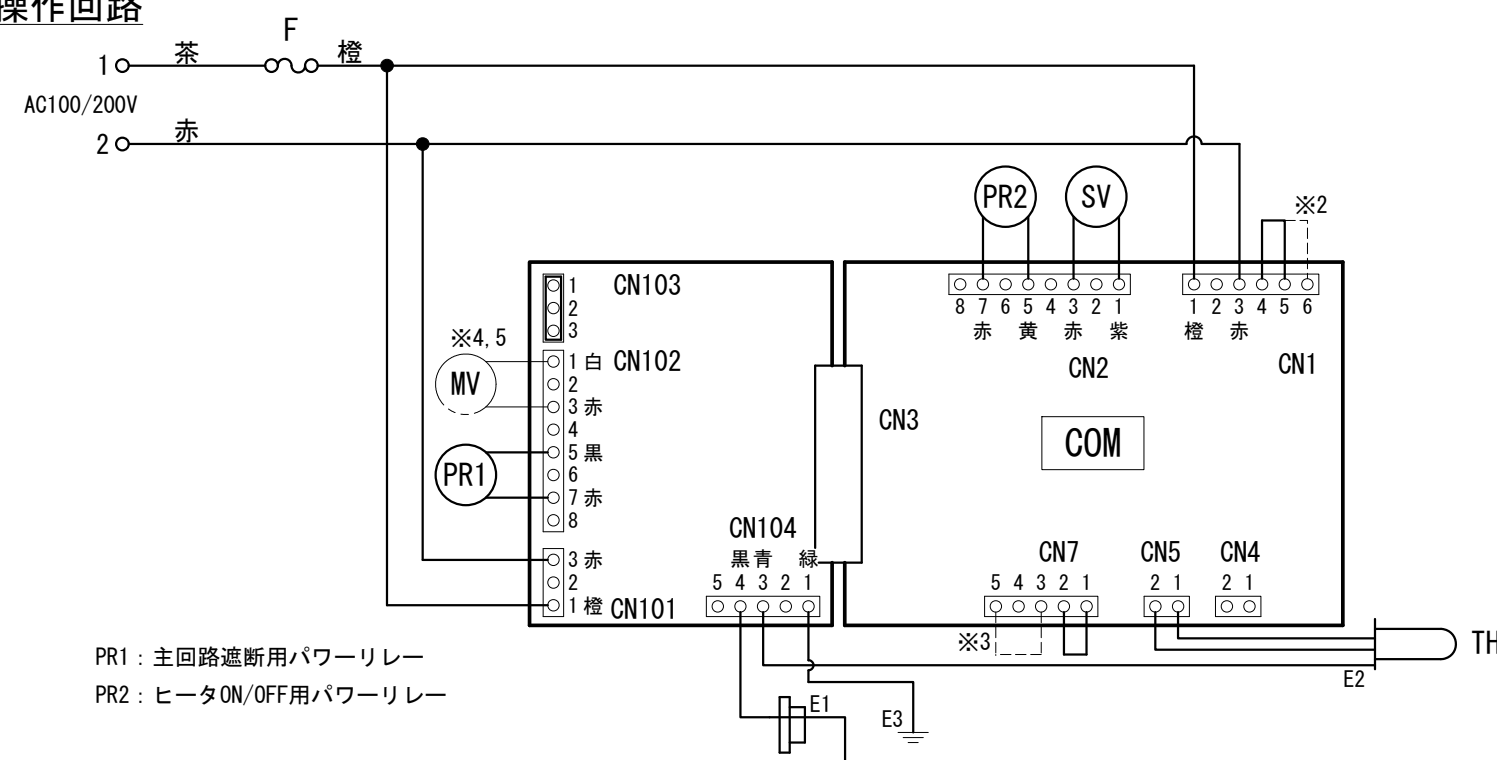 操作回路
F
1 茶 橙
AC100/200V
2 赤
PR2 SV ※2
8 7 6 5 4 3 2 1
赤 黄 赤 紫
CN2
1 2 3 4 5 6
橙 赤
CN1
1 CN103
2
3
※4,5
MV
1 白 CN102
2
3 赤
4
PR1
5 黒
6
7 赤
8
3 赤
2
1 橙 CN101
CN104
黒 青 緑
5 4 3 2 1
CN3
COM
CN7
5 4 3 2 1
※3
CN5
2 1
CN4
2 1
TH
E2
E1
E3
PR1：主回路遮断用パワーリレー
PR2：ヒータON/OFF用パワーリレー